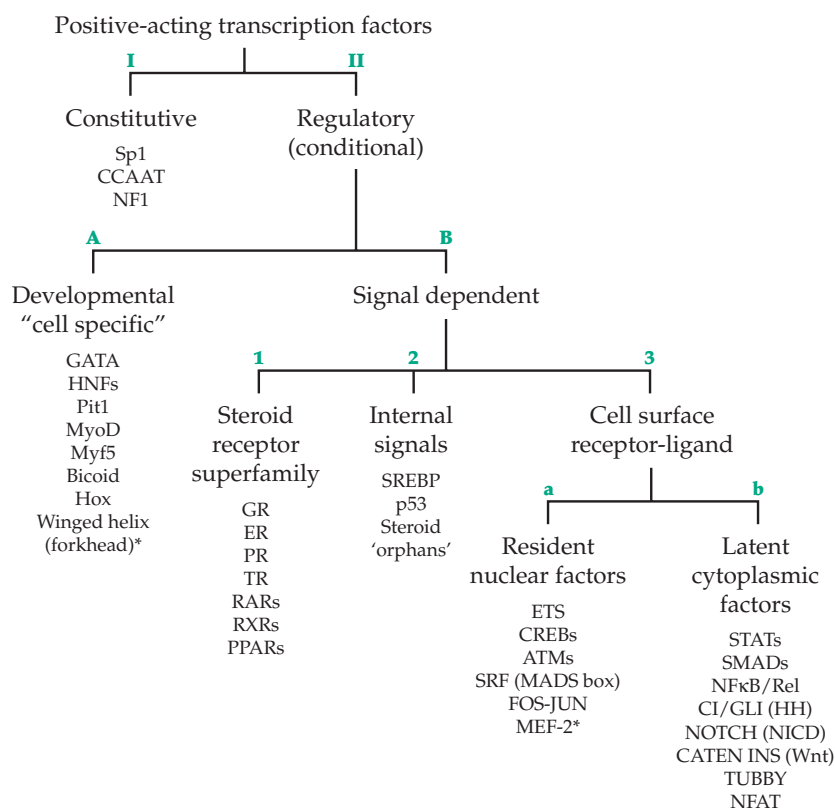 Positive-acting transcription factors
I
II
Constitutive
Sp1
CCAAT
NF1
Regulatory
(conditional)
A
B
Developmental
“cell specific”
GATA
HNFs
Pit1
MyoD
Myf5
Bicoid
Hox
Winged helix
(forkhead)*
Signal dependent
1
2
3
Steroid
receptor
superfamily
GR
ER
PR
TR
RARs
RXRs
PPARs
Internal
signals
SREBP
p53
Steroid
‘orphans’
Cell surface
receptor-ligand
a
b
Resident
nuclear factors
ETS
CREBs
ATMs
SRF (MADS box)
FOS-JUN
MEF-2*
Latent
cytoplasmic
factors
STATs
SMADs
NFκB/Rel
CI/GLI (HH)
NOTCH (NICD)
CATEN INS (Wnt)
TUBBY
NFAT